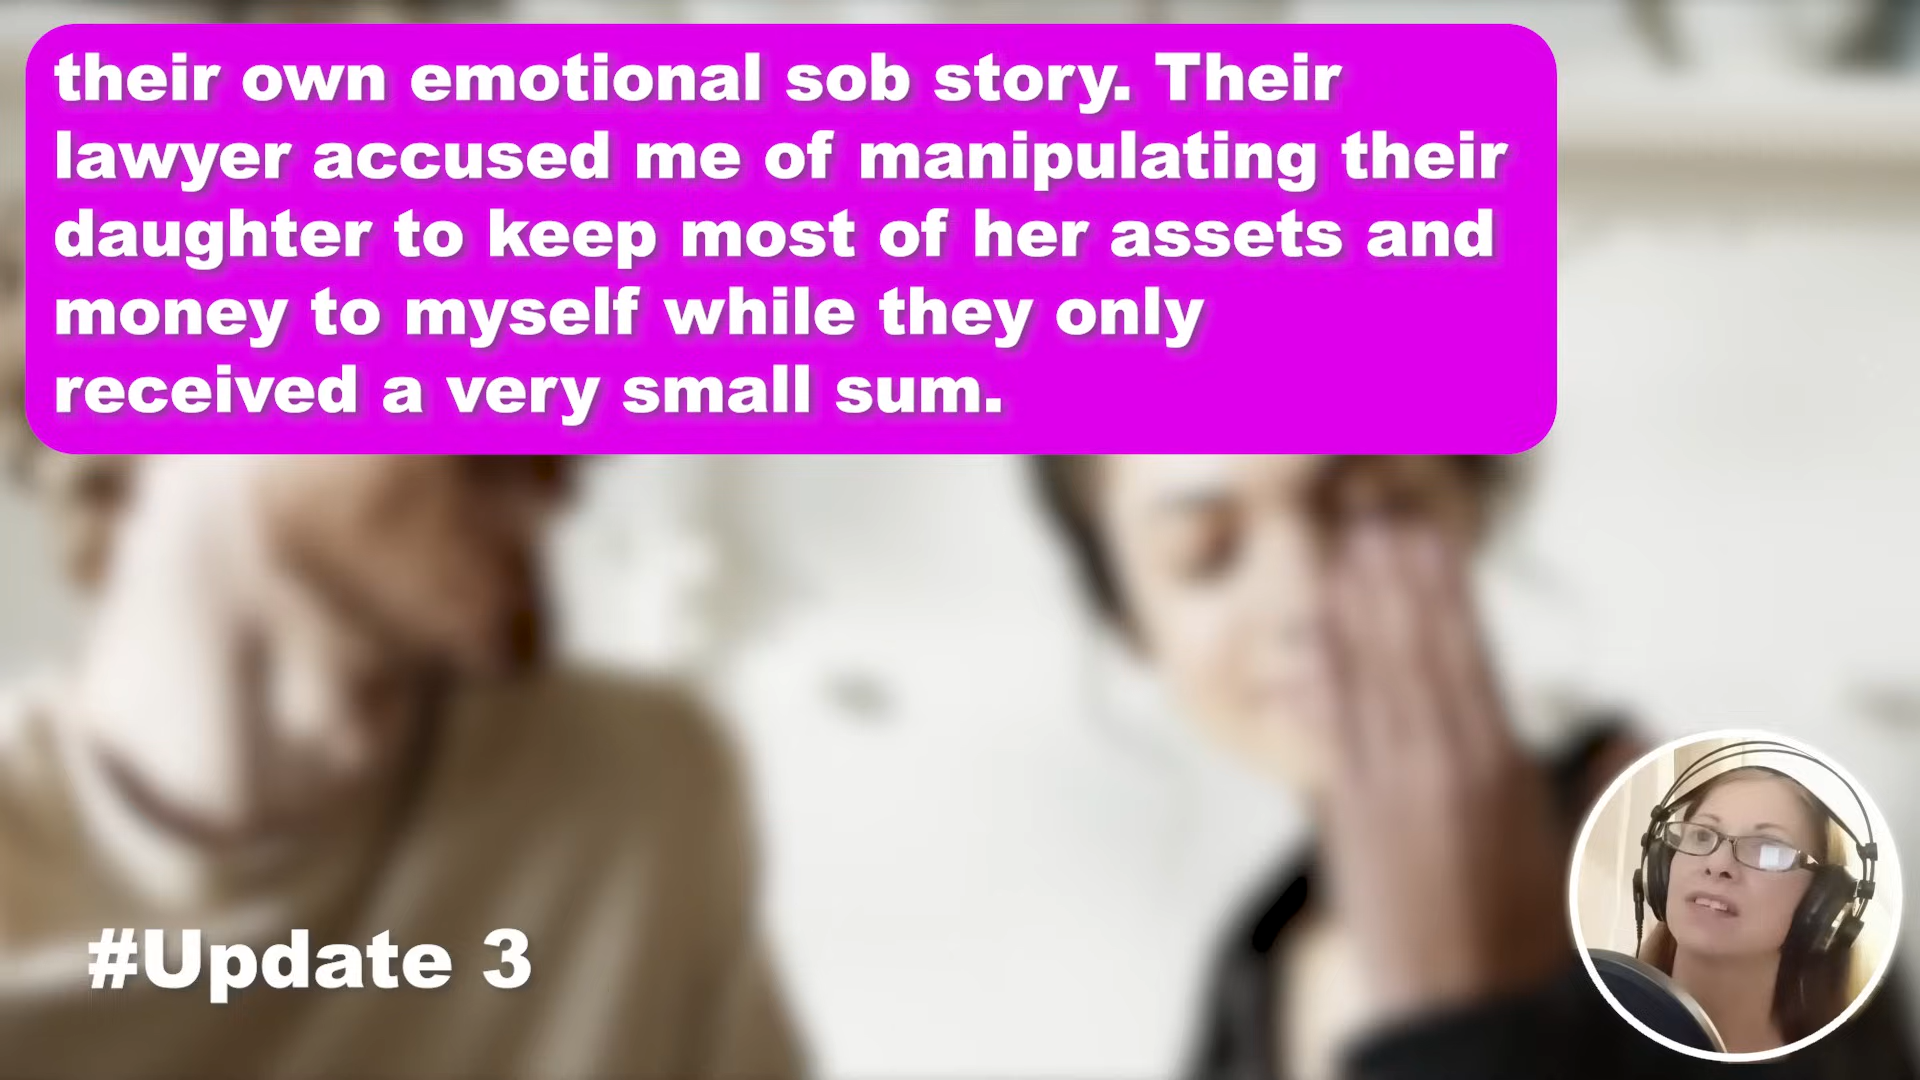 their own emotional sob story. Their
lawyer accused me of manipulating their
daughter to keep most of her assets and
money to myself while they only
received a very small sum.
#Update 3